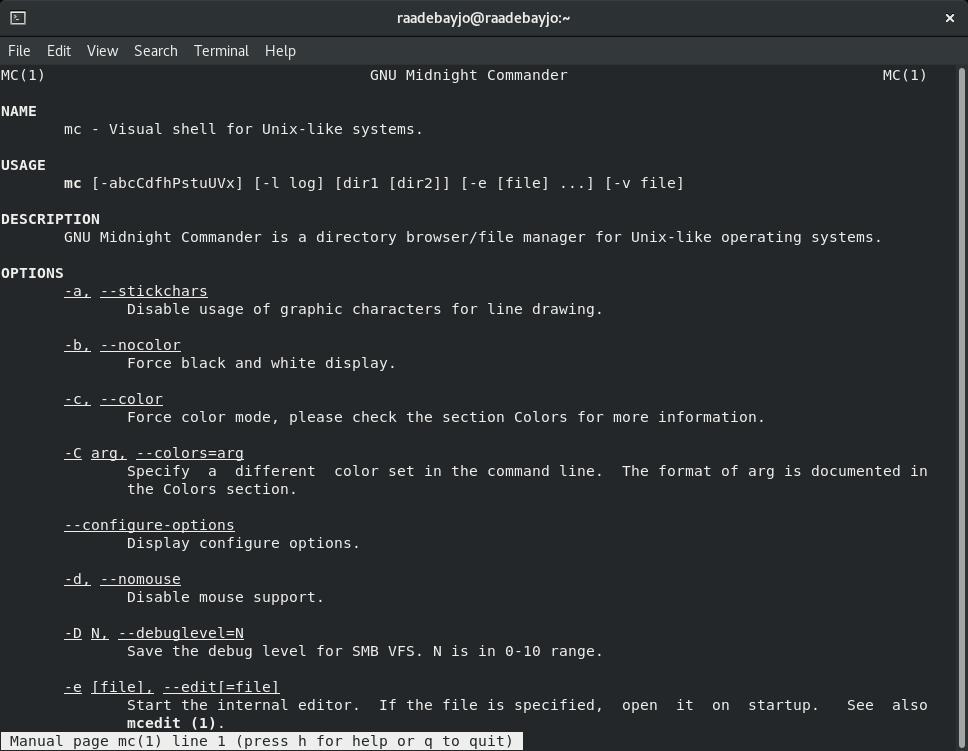 raadebayjo@raadebayjo:~
File Edit View Search Terminal Help
MC(1) GNU Midnight Commander MC(1)
NAME
mc - Visual shell for Unix-like systems.
USAGE
mc [-abcCdfhPstuUVx] [-l log] [dir1 [dir2]] [-e [file] ...] [-v file]
DESCRIPTION
GNU Midnight Commander is a directory browser/file manager for Unix-like operating systems.
OPTIONS
-a, --stickchars
Disable usage of graphic characters for line drawing.
-b, --nocolor
Force black and white display.
-c, --color
Force color mode, please check the section Colors for more information.
-C arg, --colors=arg
Specify a different color set in the command line. The format of arg is documented in
the Colors section.
--configure-options
Display configure options.
-d, --nomouse
Disable mouse support.
-D N, --debuglevel=N
Save the debug level for SMB VFS. N is in 0-10 range.
-e [file], --edit[=file]
Start the internal editor. If the file is specified, open it on startup. See also
mcedit (1).
Manual page mc(1) line 1 (press h for help or q to quit)